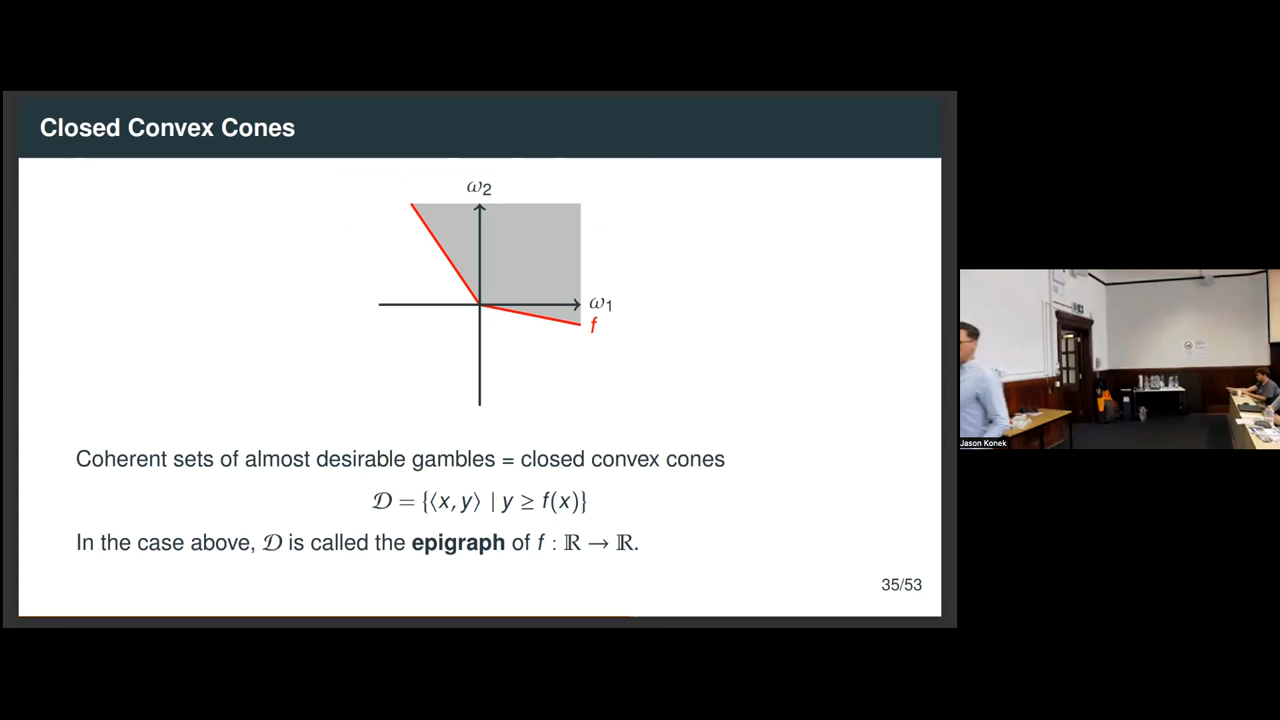 Closed Convex Cones
ω2
ω1
f
Coherent sets of almost desirable gambles = closed convex cones
𝒟 = {⟨x, y⟩ | y ≥ f(x)}
In the case above, 𝒟 is called the epigraph of f : ℝ → ℝ.
35/53
Jason Konek